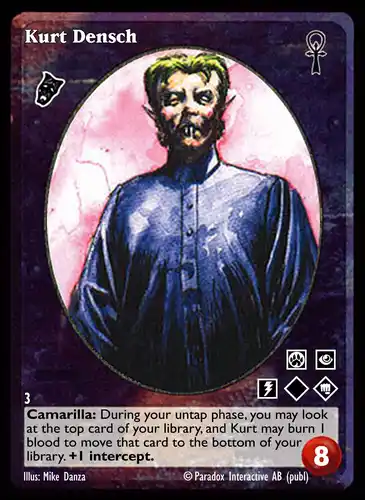 Kurt Densch
3
Camarilla: During your untap phase, you may look
at the top card of your library, and Kurt may burn 1
blood to move that card to the bottom of your
library. +1 intercept.
8
Illus: Mike Danza
© Paradox Interactive AB (publ)